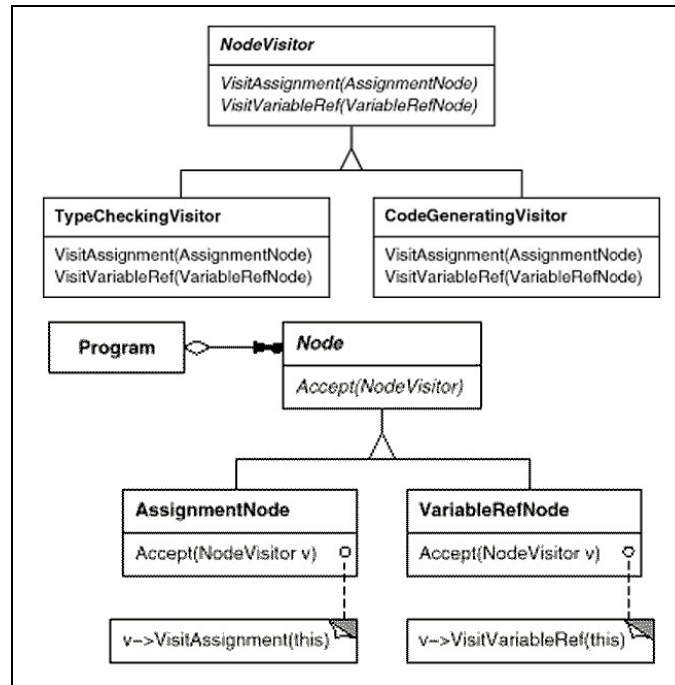 NodeVisitor
VisitAssignment(AssignmentNode)
VisitVariableRef(VariableRefNode)
TypeCheckingVisitor
VisitAssignment(AssignmentNode)
VisitVariableRef(VariableRefNode)
CodeGeneratingVisitor
VisitAssignment(AssignmentNode)
VisitVariableRef(VariableRefNode)
Program
Node
Accept(NodeVisitor)
AssignmentNode
Accept(NodeVisitor v)
VariableRefNode
Accept(NodeVisitor v)
v->VisitAssignment(this)
v->VisitVariableRef(this)